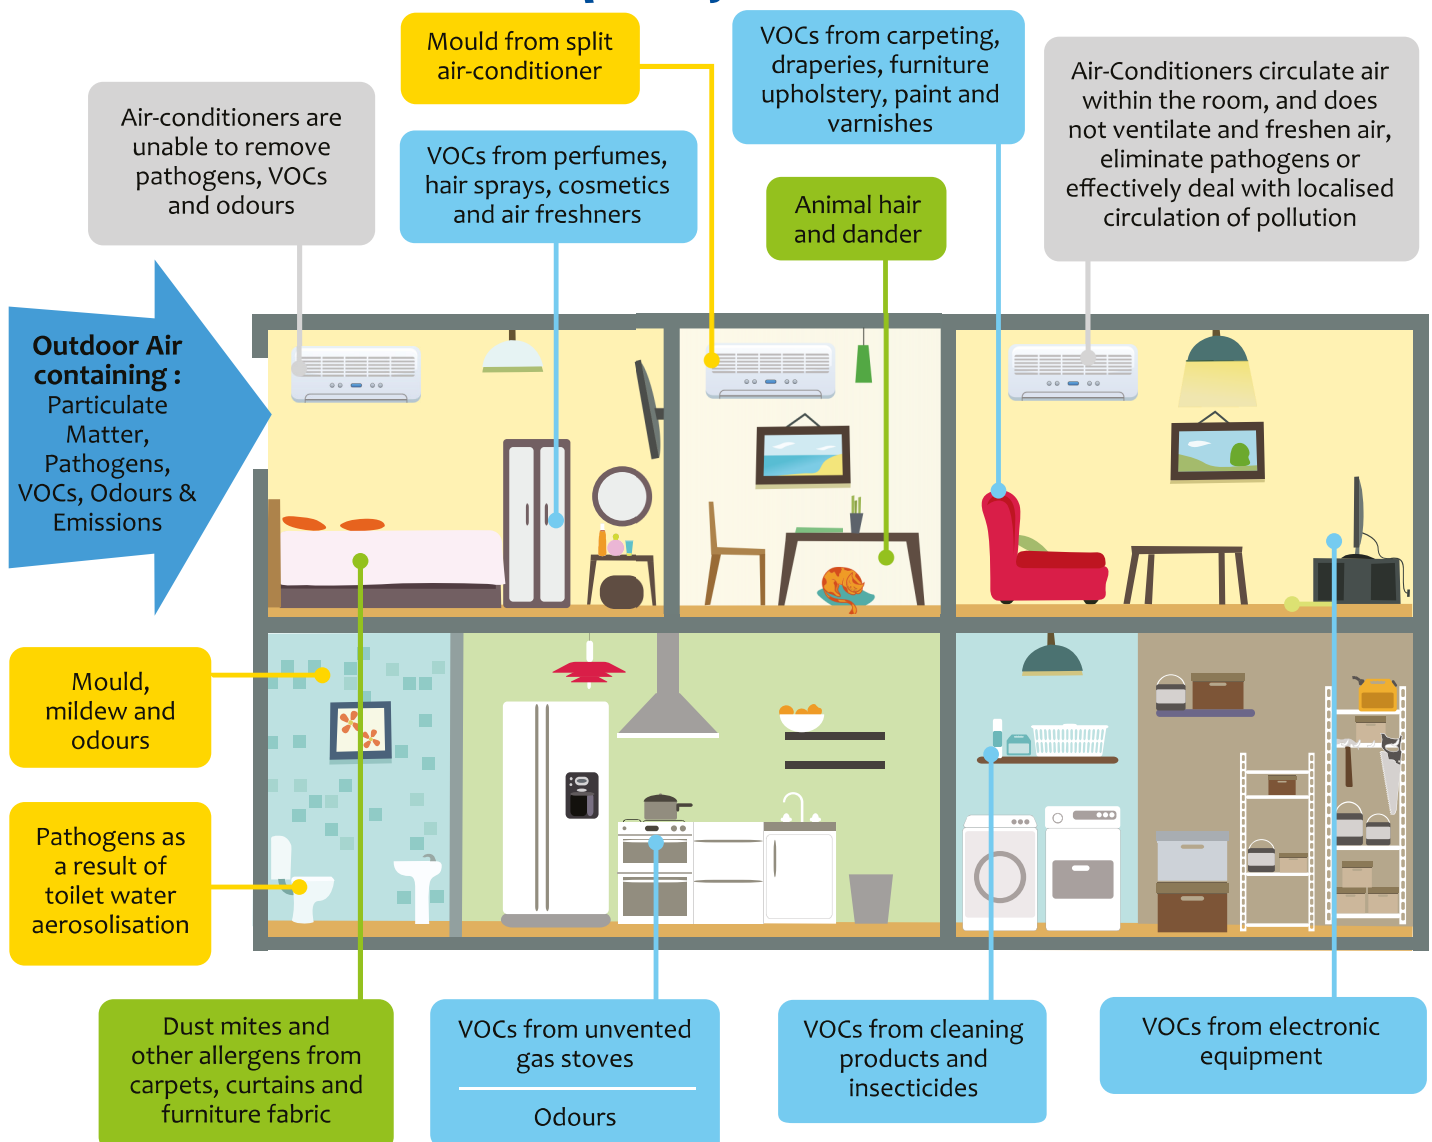 Mould from split
air-conditioner
VOCs from carpeting,
draperies, furniture
upholstery, paint and
varnishes
Air-Conditioners circulate air
within the room, and does
not ventilate and freshen air,
eliminate pathogens or
effectively deal with localised
circulation of pollution
Air-conditioners are
unable to remove
pathogens, VOCs
and odours
VOCs from perfumes,
hair sprays, cosmetics
and air freshners
Animal hair
and dander
Outdoor Air
containing :
Particulate
Matter,
Pathogens,
VOCs, Odours &
Emissions
Mould,
mildew and
odours
Pathogens as
a result of
toilet water
aerosolisation
Dust mites and
other allergens from
carpets, curtains and
furniture fabric
VOCs from unvented
gas stoves
Odours
VOCs from cleaning
products and
insecticides
VOCs from electronic
equipment